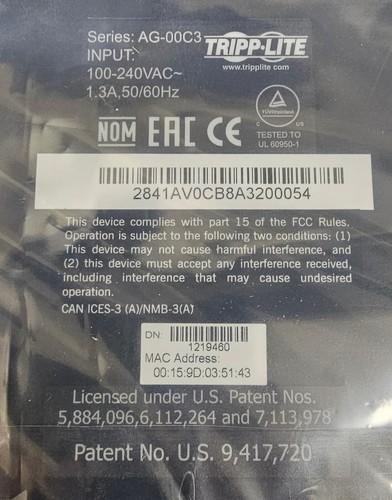 Series: AG-00C3
TRIPP·LITE
INPUT:
www.tripplite.com
100-240VAC~
1.3A,50/60Hz
NOM EAC CE
TÜVRheinland
C US
TESTED TO
UL 60950-1
2841AV0CB8A3200054
This device complies with part 15 of the FCC Rules.
Operation is subject to the following two conditions: (1)
This device may not cause harmful interference, and
(2) this device must accept any interference received,
including interference that may cause undesired
operation.
CAN ICES-3 (A)/NMB-3(A)
DN:
1219460
MAC Address:
00:15:9D:03:51:43
Licensed under U.S. Patent Nos.
5,884,096,6,112,264 and 7,113,978
Patent No. U.S. 9,417,720